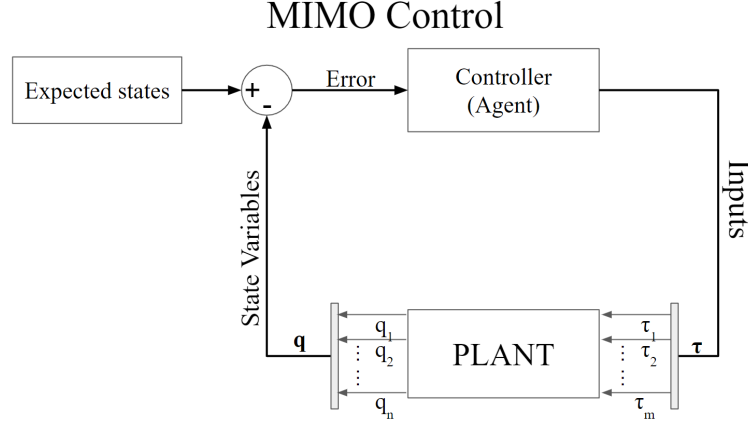 MIMO Control
Expected states
+
-
Error
Controller
(Agent)
Inputs
State Variables
q
q1
q2
⋮ ⋮
qn
PLANT
τ1
τ2
⋮ ⋮
τm
τ